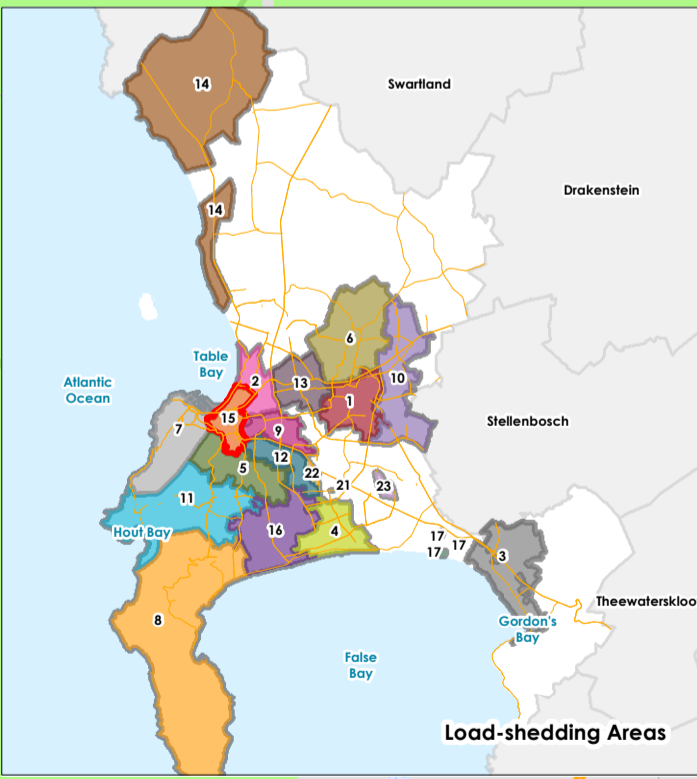 14
Swartland
Drakenstein
14
6
Table
Bay
2
13
10
Atlantic
Ocean
1
15
7
9
Stellenbosch
12
5
22
21
23
11
Hout Bay
16
4
17
17
17
3
Theewaterskloo
8
Gordon's
Bay
False
Bay
Load-shedding Areas